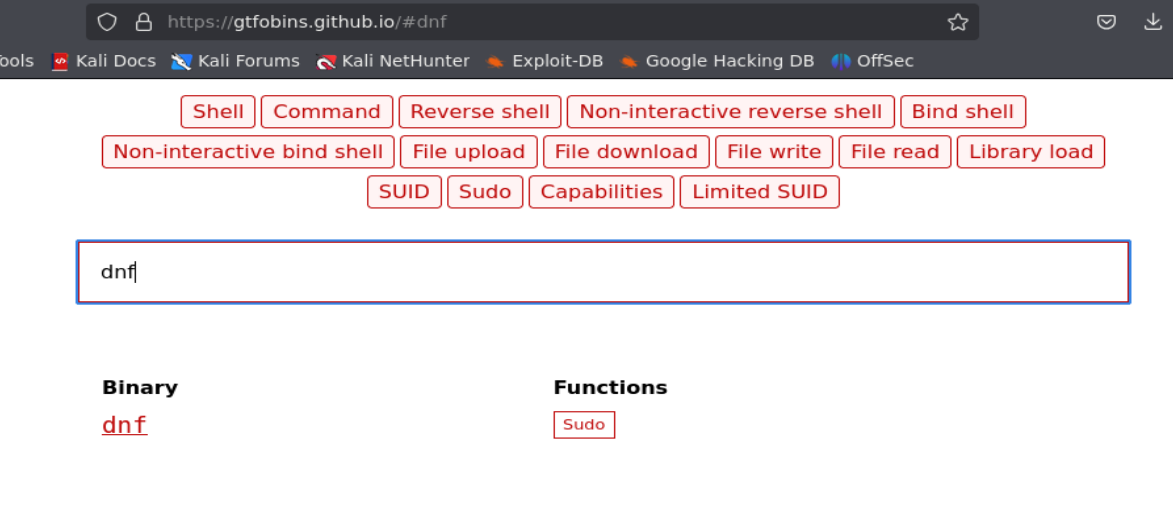 https://gtfobins.github.io/#dnf
ools Kali Docs Kali Forums Kali NetHunter Exploit-DB Google Hacking DB OffSec
Shell Command Reverse shell Non-interactive reverse shell Bind shell
Non-interactive bind shell File upload File download File write File read Library load
SUID Sudo Capabilities Limited SUID
dnf
Binary Functions
dnf Sudo